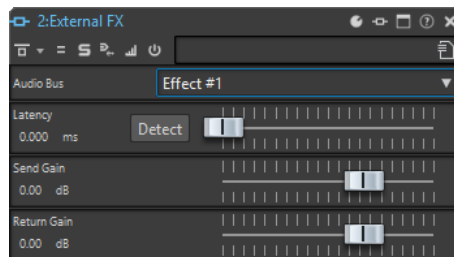 2:External FX
S
Audio Bus Effect #1
Latency
0.000 ms Detect
Send Gain
0.00 dB
Return Gain
0.00 dB